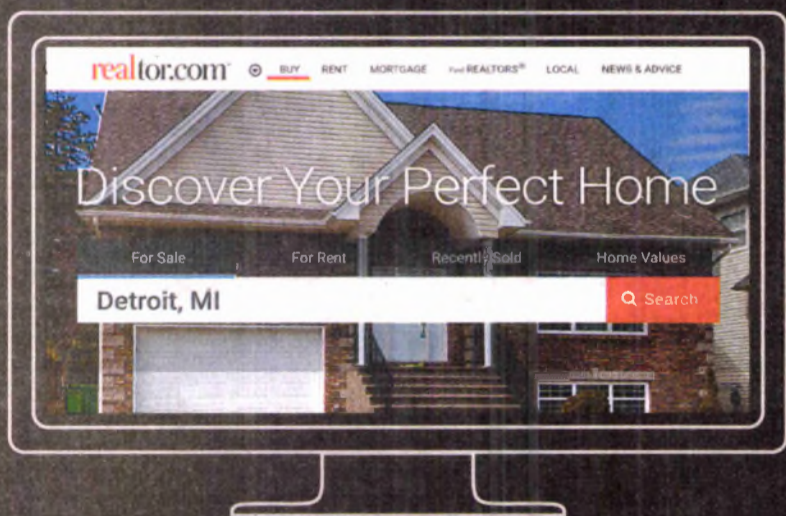 realtor.com® BUY RENT MORTGAGE Find REALTORS® LOCAL NEWS & ADVICE
Discover Your Perfect Home
For Sale For Rent Recently Sold Home Values
Detroit, MI Search